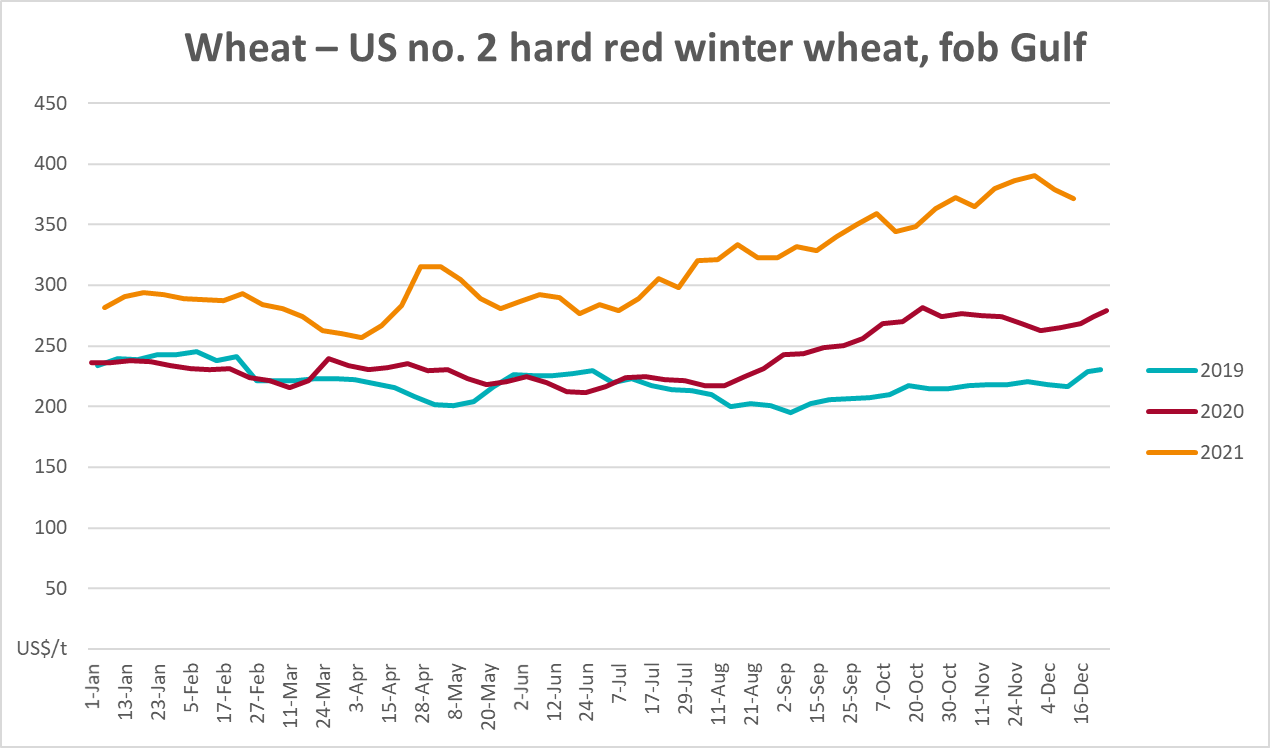 Wheat – US no. 2 hard red winter wheat, fob Gulf
450
400
350
300
250
200
150
100
50
US$/t
1-Jan
13-Jan
23-Jan
5-Feb
17-Feb
27-Feb
11-Mar
24-Mar
3-Apr
15-Apr
28-Apr
8-May
20-May
2-Jun
12-Jun
24-Jun
7-Jul
17-Jul
29-Jul
11-Aug
21-Aug
2-Sep
15-Sep
25-Sep
7-Oct
20-Oct
30-Oct
11-Nov
24-Nov
4-Dec
16-Dec
2019
2020
2021